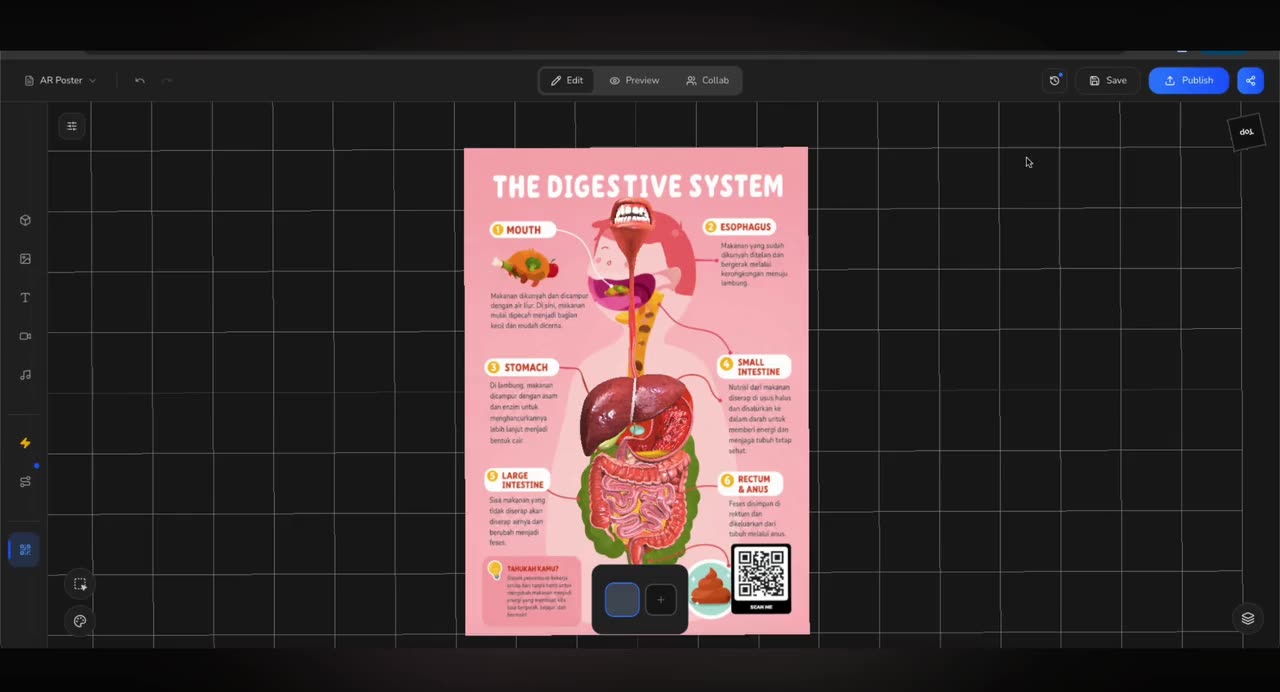 AR Poster
Edit
Preview
Collab
Save
Publish
TOP
THE DIGESTIVE SYSTEM
1 MOUTH
Makanan dikunyah dan dicampur
dengan air liur. Di sini, makanan
mulai dipecah menjadi bagian
kecil dan mudah dicerna.
2 ESOPHAGUS
Makanan yang sudah
dikunyah ditelan dan
bergerak melalui
kerongkongan menuju
lambung.
3 STOMACH
Di lambung, makanan
dicampur dengan asam
dan enzim untuk
menghancurkannya
lebih lanjut menjadi
bentuk cair.
4 SMALL
INTESTINE
Nutrisi dari makanan
diserap di usus halus
dan disalurkan ke
dalam darah untuk
memberi energi dan
menjaga tubuh tetap
sehat.
5 LARGE
INTESTINE
Sisa makanan yang
tidak diserap akan
diserap airnya dan
berubah menjadi
feses.
6 RECTUM
& ANUS
Feses disimpan di
rektum dan
dikeluarkan dari
tubuh melalui anus.
TAHUKAH KAMU?
SCAN ME